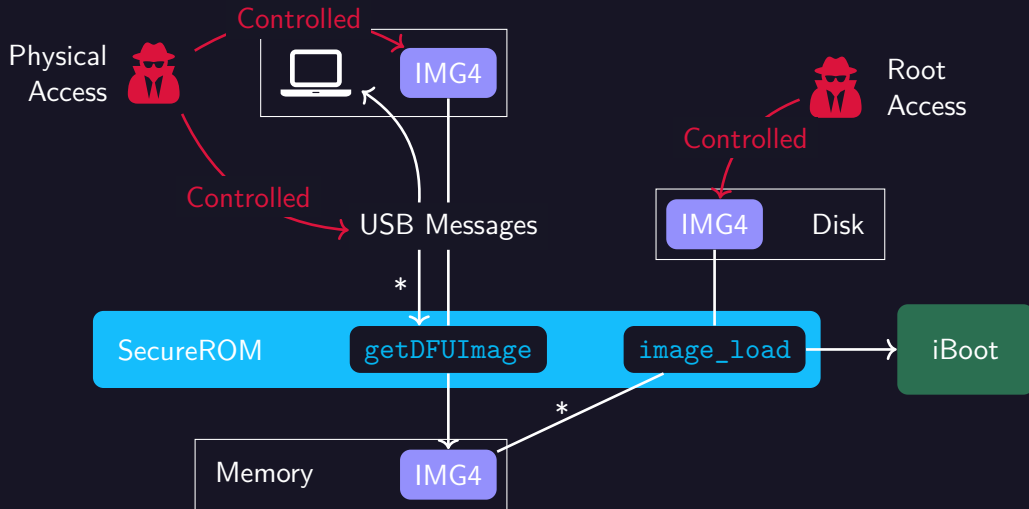 Controlled
Physical
Access
IMG4
Root
Access
Controlled
Controlled
USB Messages
IMG4
Disk
*
SecureROM
getDFUImage
image_load
iBoot
*
Memory
IMG4